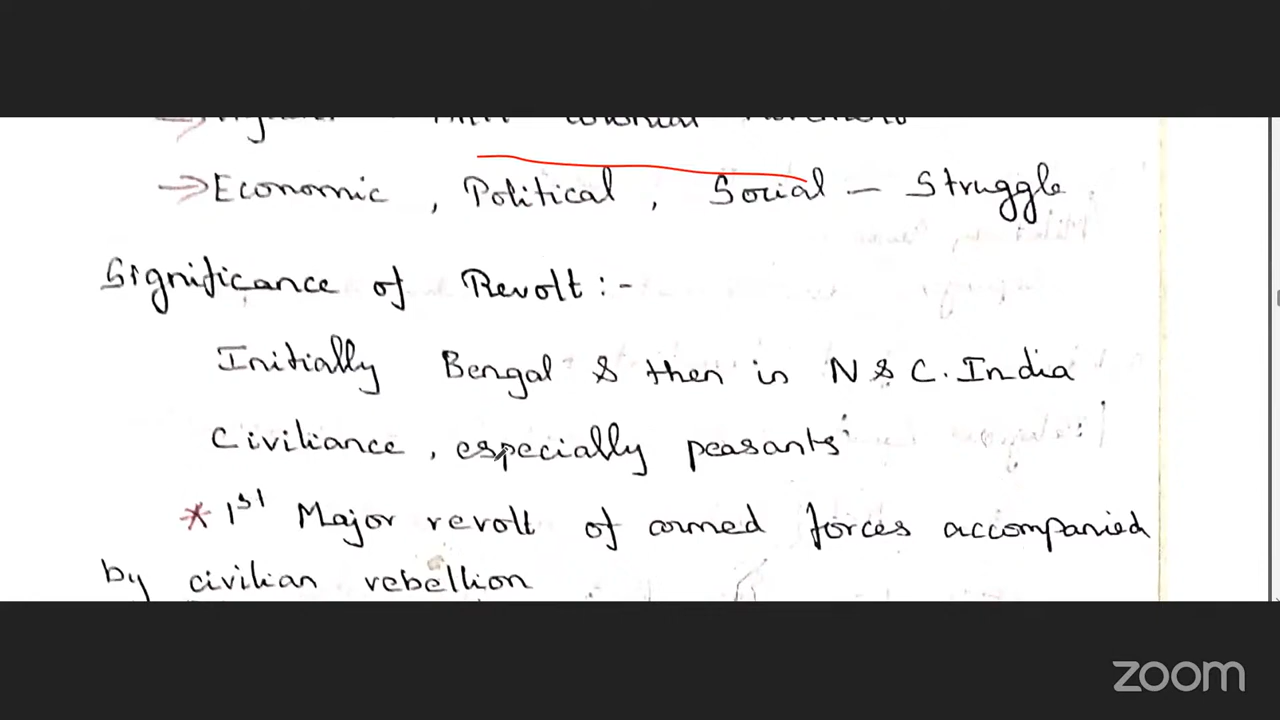 → Economic , Political , Social – Struggle
Significance of Revolt :-
Initially Bengal & then in N & C. India
Civiliance , especially peasants
* 1st Major revolt of armed forces accompanied
by civilian rebellion
zoom